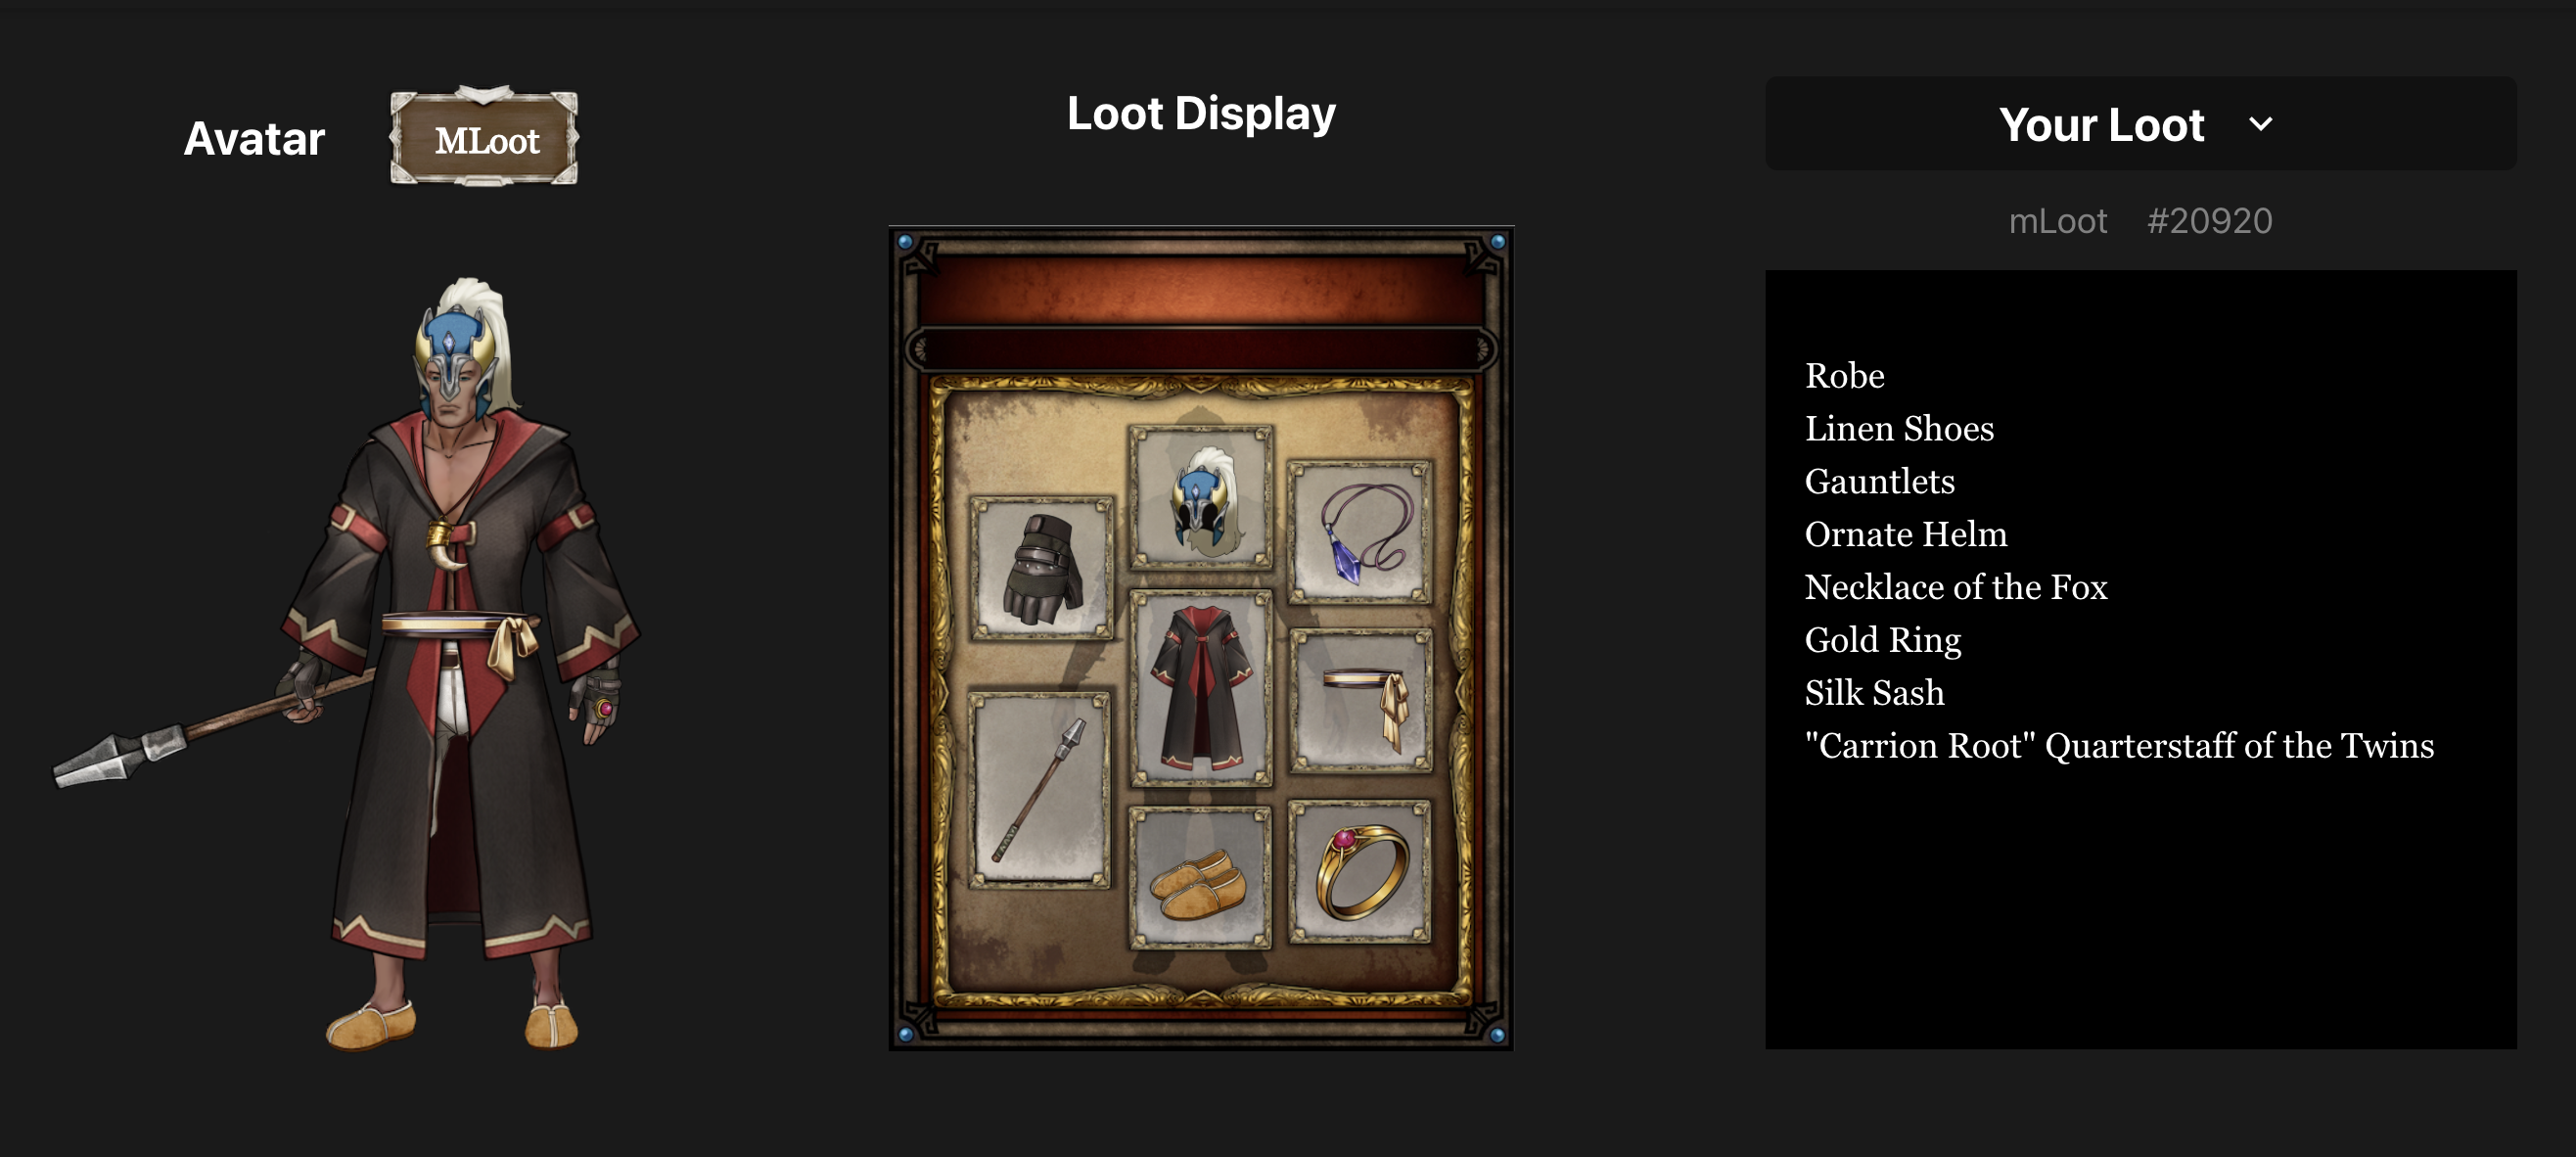 Avatar
MLoot
Loot Display
Your Loot
mLoot #20920
Robe
Linen Shoes
Gauntlets
Ornate Helm
Necklace of the Fox
Gold Ring
Silk Sash
"Carrion Root" Quarterstaff of the Twins